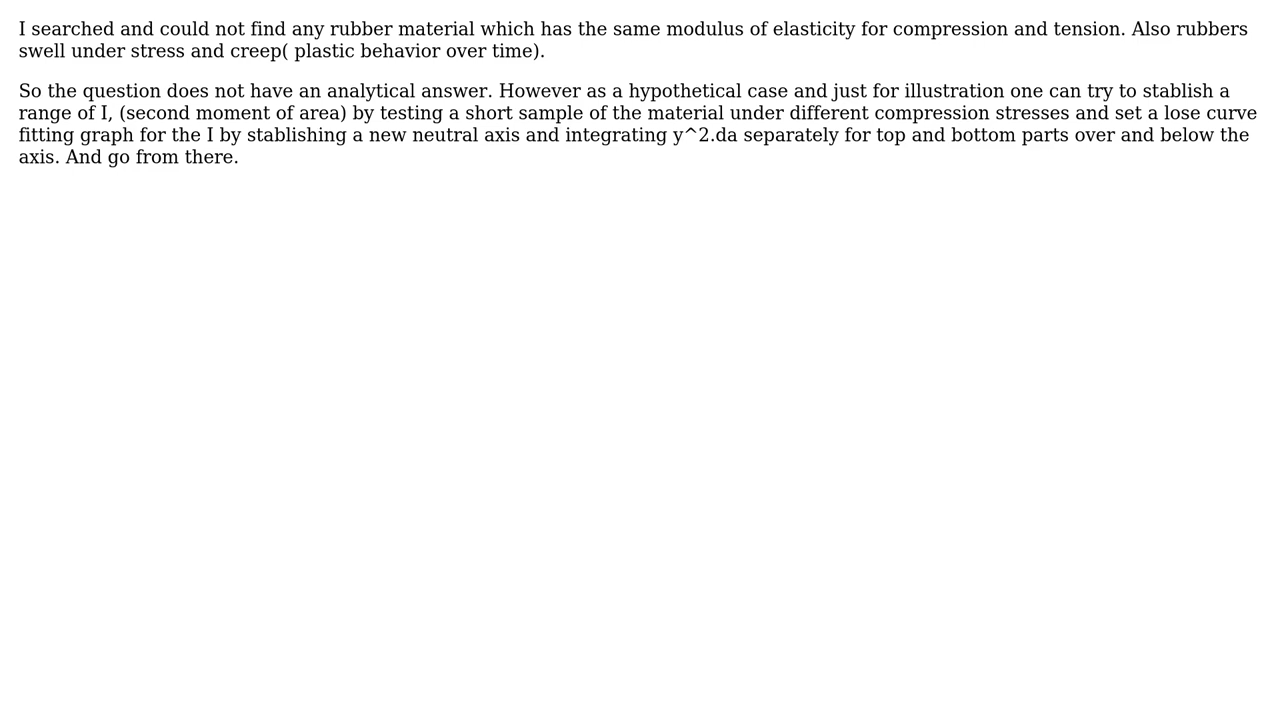 I searched and could not find any rubber material which has the same modulus of elasticity for compression and tension. Also rubbers
swell under stress and creep( plastic behavior over time).
So the question does not have an analytical answer. However as a hypothetical case and just for illustration one can try to stablish a
range of I, (second moment of area) by testing a short sample of the material under different compression stresses and set a lose curve
fitting graph for the I by stablishing a new neutral axis and integrating y^2.da separately for top and bottom parts over and below the
axis. And go from there.